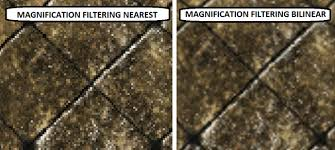 MAGNIFICATION FILTERING NEAREST
MAGNIFICATION FILTERING BILINEAR